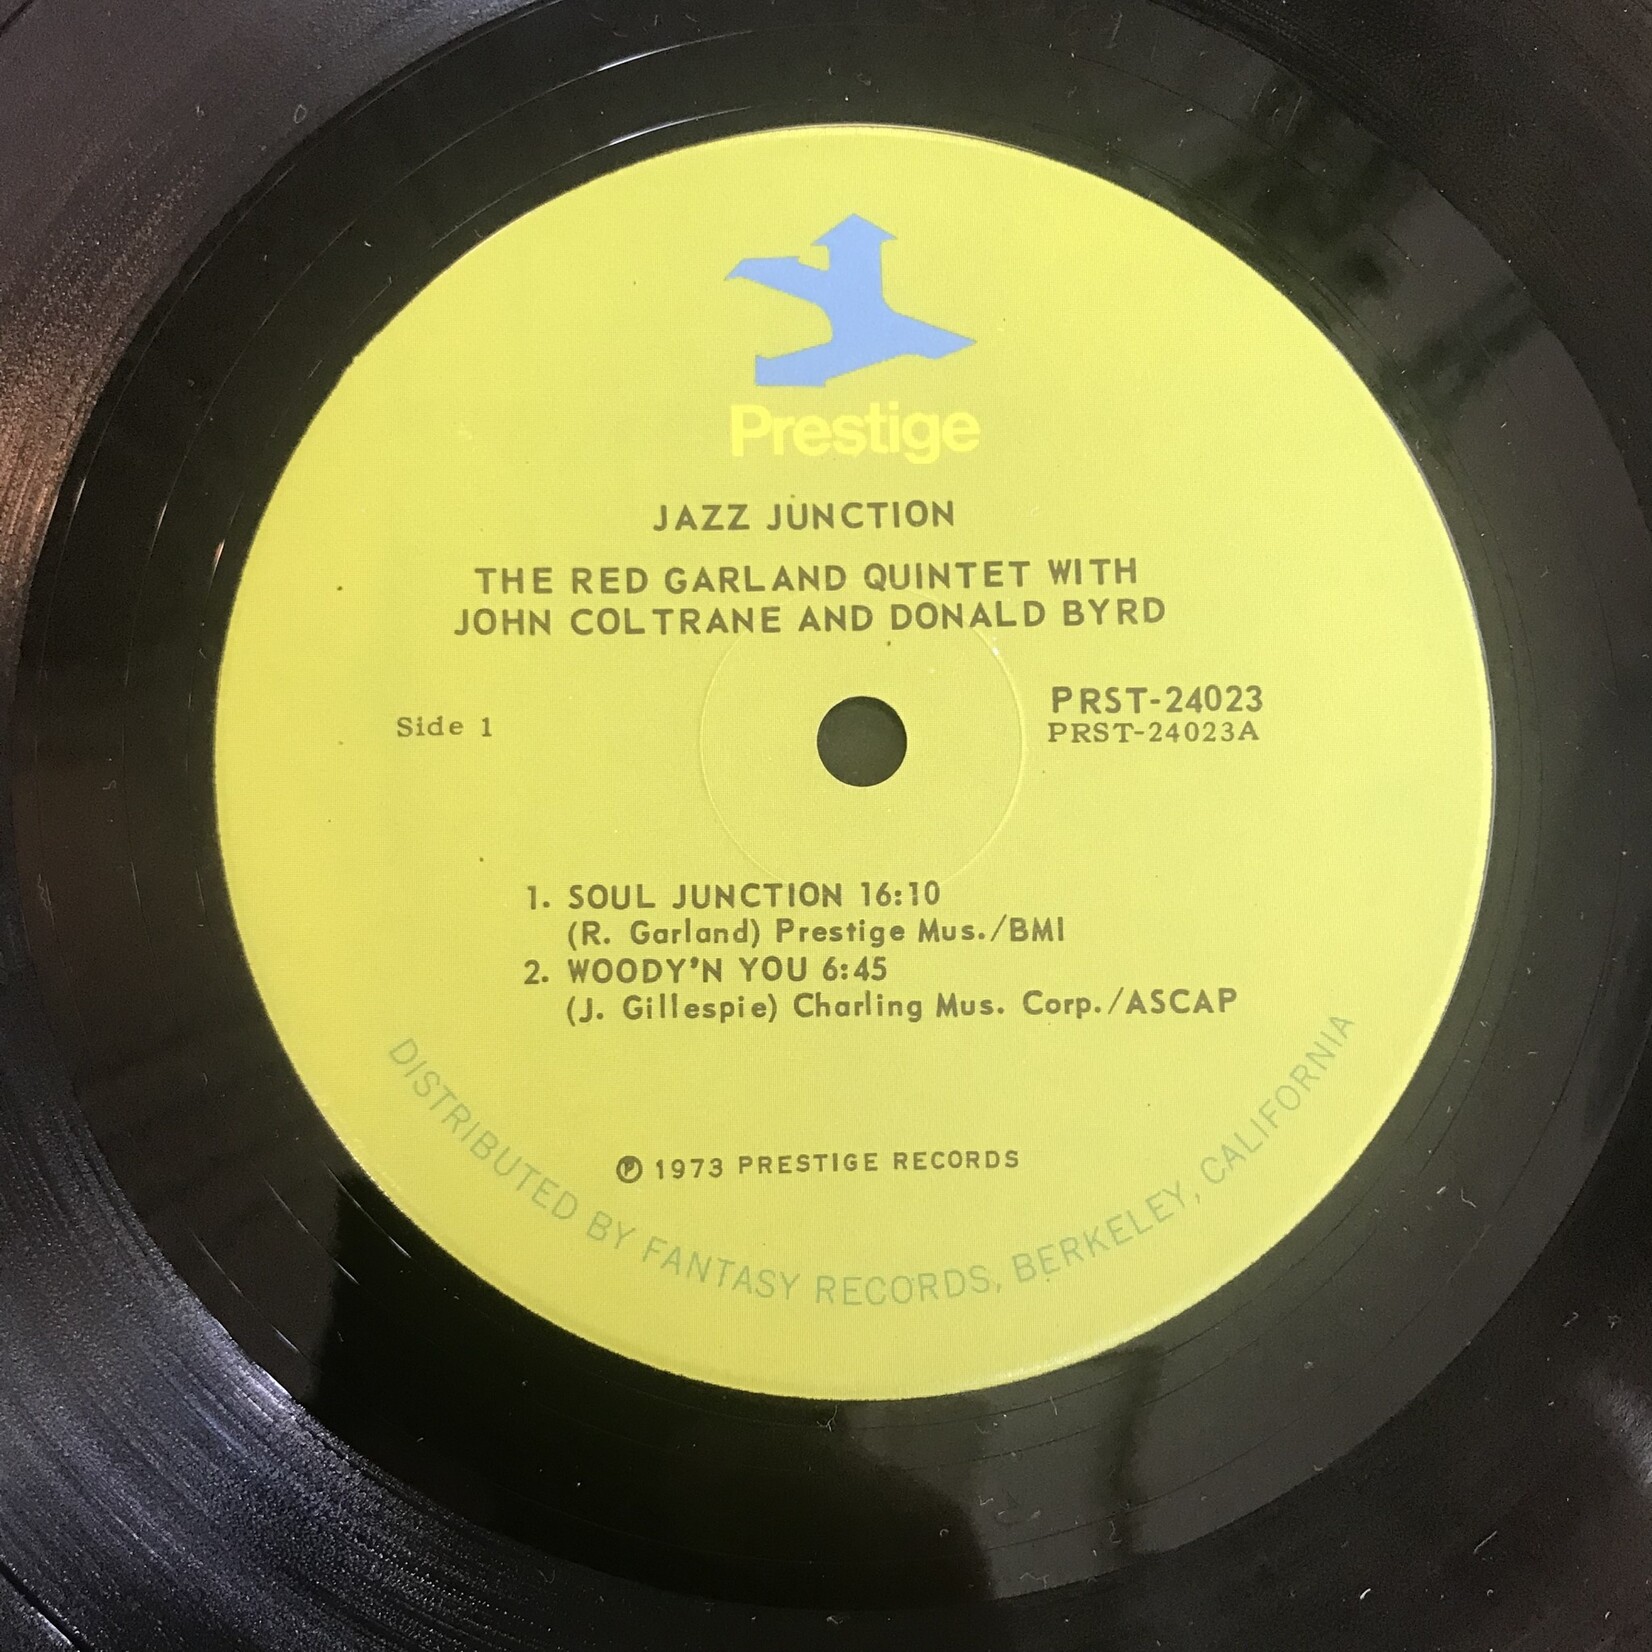 Prestige
JAZZ JUNCTION
THE RED GARLAND QUINTET WITH
JOHN COLTRANE AND DONALD BYRD
Side 1
PRST-24023
PRST-24023A
1. SOUL JUNCTION 16:10
(R. Garland) Prestige Mus./BMI
2. WOODY'N YOU 6:45
(J. Gillespie) Charling Mus. Corp./ASCAP
℗ 1973 PRESTIGE RECORDS
DISTRIBUTED BY FANTASY RECORDS, BERKELEY, CALIFORNIA